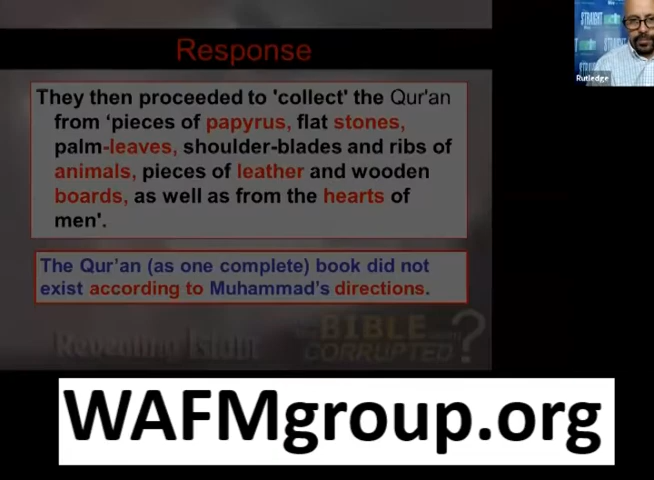 Response
They then proceeded to 'collect' the Qur'an
from 'pieces of papyrus, flat stones,
palm-leaves, shoulder-blades and ribs of
animals, pieces of leather and wooden
boards, as well as from the hearts of
men'.
The Qur'an (as one complete) book did not
exist according to Muhammad's directions.
Revealing Islam
BIBLE
CORRUPTED?
STRAIGHT
Rutledge
WAFMgroup.org